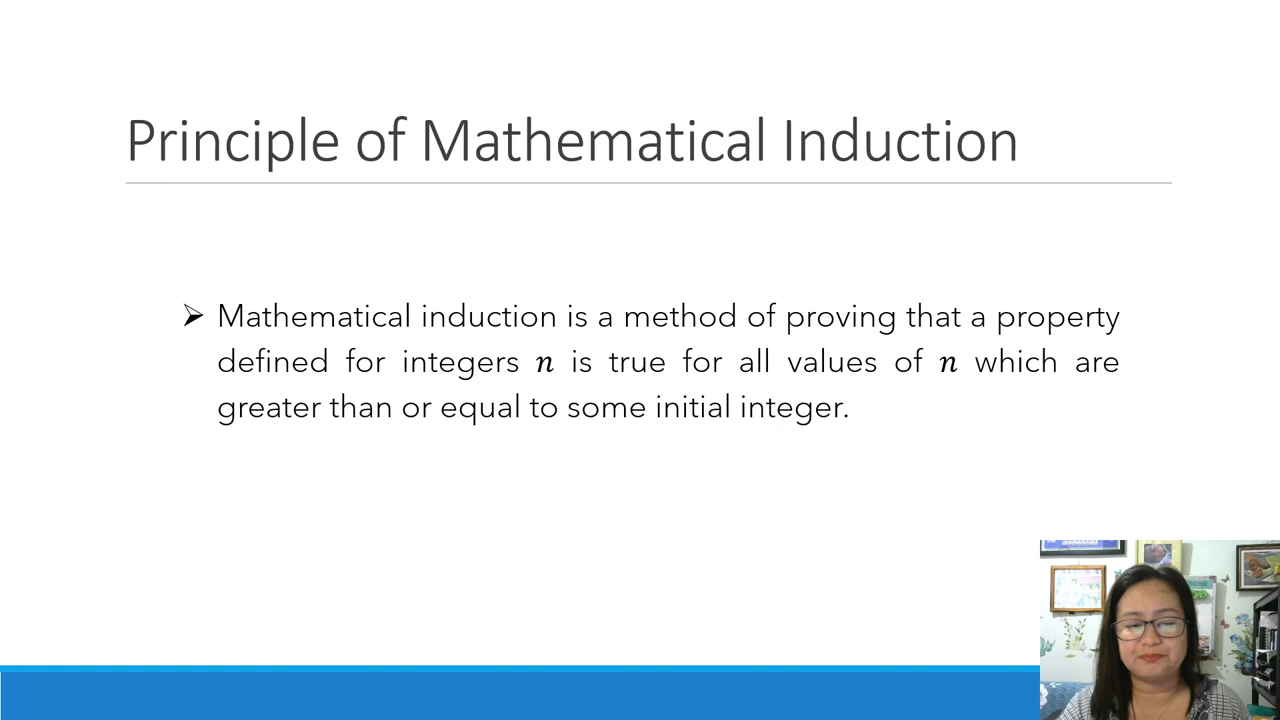 Principle of Mathematical Induction
➢ Mathematical induction is a method of proving that a property
defined for integers n is true for all values of n which are
greater than or equal to some initial integer.